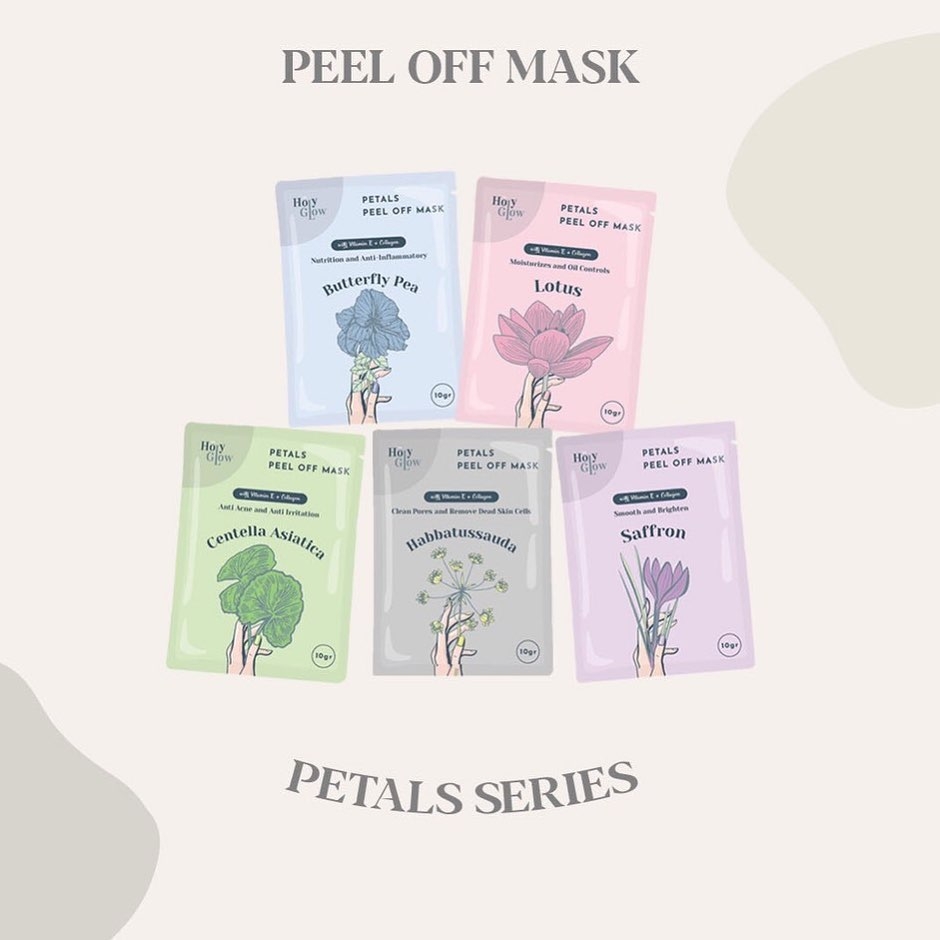 PEEL OFF MASK
Holy
Glow
PETALS
PEEL OFF MASK
with Vitamin E + Collagen
Nutrition and Anti-Inflammatory
Butterfly Pea
10gr
Holy
Glow
PETALS
PEEL OFF MASK
with Vitamin E + Collagen
Moisturizes and Oil Controls
Lotus
10gr
Holy
Glow
PETALS
PEEL OFF MASK
with Vitamin E + Collagen
Anti Acne and Anti Irritation
Centella Asiatica
10gr
Holy
Glow
PETALS
PEEL OFF MASK
with Vitamin E + Collagen
Clean Pores and Remove Dead Skin Cells
Habbatussauda
10gr
Holy
Glow
PETALS
PEEL OFF MASK
with Vitamin E + Collagen
Smooth and Brighten
Saffron
10gr
PETALS SERIES